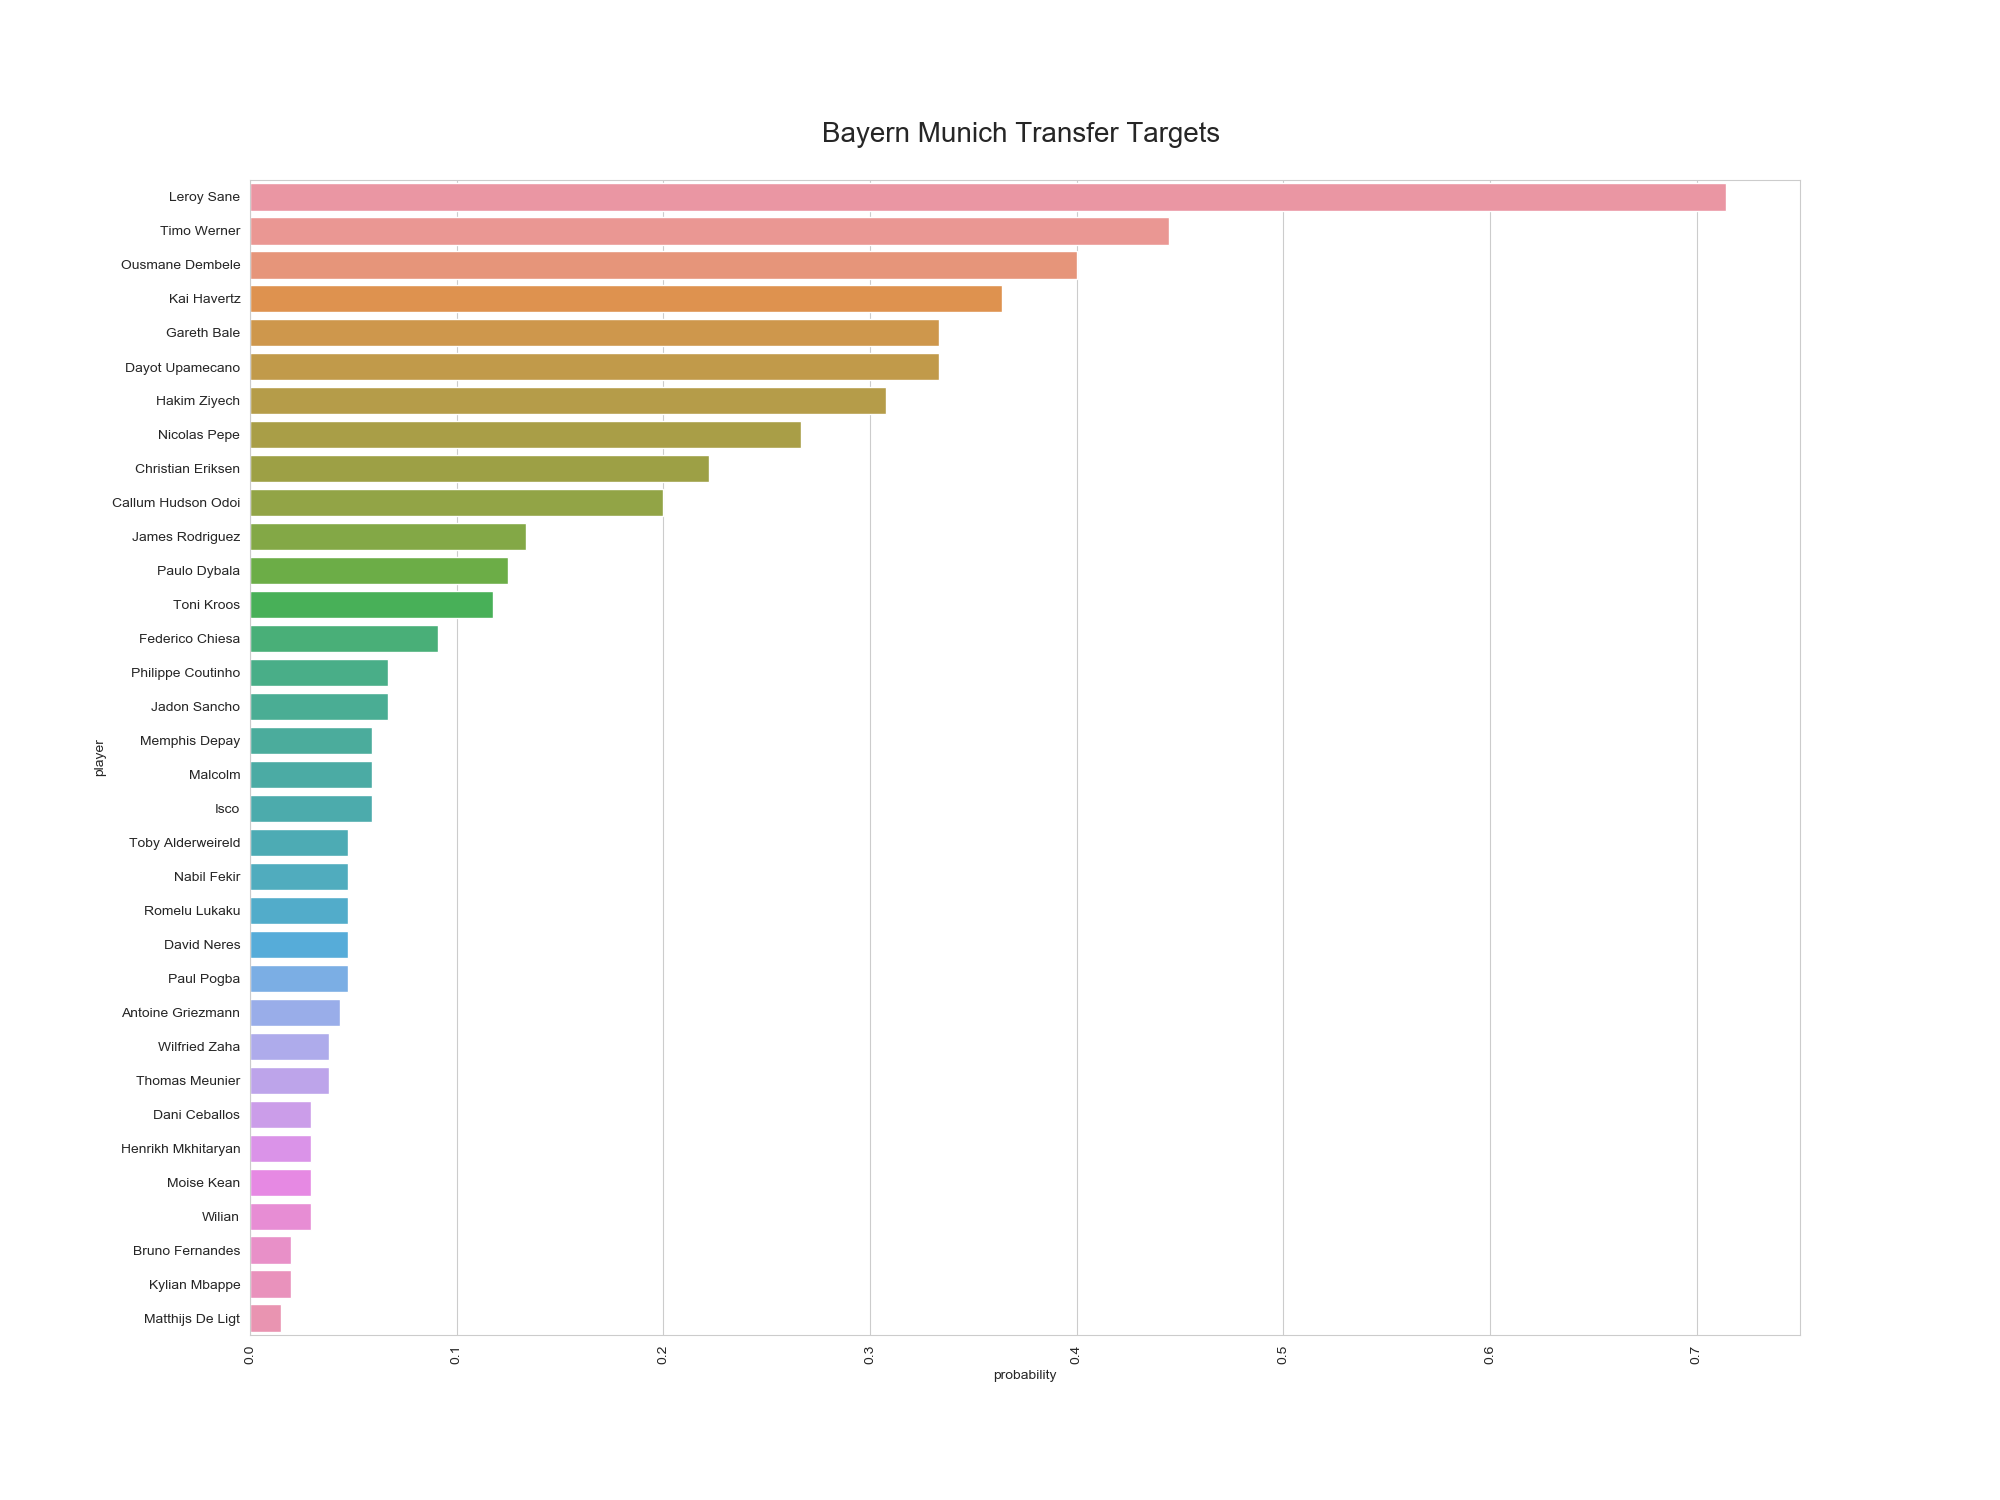 Bayern Munich Transfer Targets
Leroy Sane
Timo Werner
Ousmane Dembele
Kai Havertz
Gareth Bale
Dayot Upamecano
Hakim Ziyech
Nicolas Pepe
Christian Eriksen
Callum Hudson Odoi
James Rodriguez
Paulo Dybala
Toni Kroos
Federico Chiesa
Philippe Coutinho
Jadon Sancho
Memphis Depay
Malcolm
Isco
Toby Alderweireld
Nabil Fekir
Romelu Lukaku
David Neres
Paul Pogba
Antoine Griezmann
Wilfried Zaha
Thomas Meunier
Dani Ceballos
Henrikh Mkhitaryan
Moise Kean
Wilian
Bruno Fernandes
Kylian Mbappe
Matthijs De Ligt
player
0.0 0.1 0.2 0.3 0.4 0.5 0.6 0.7
probability